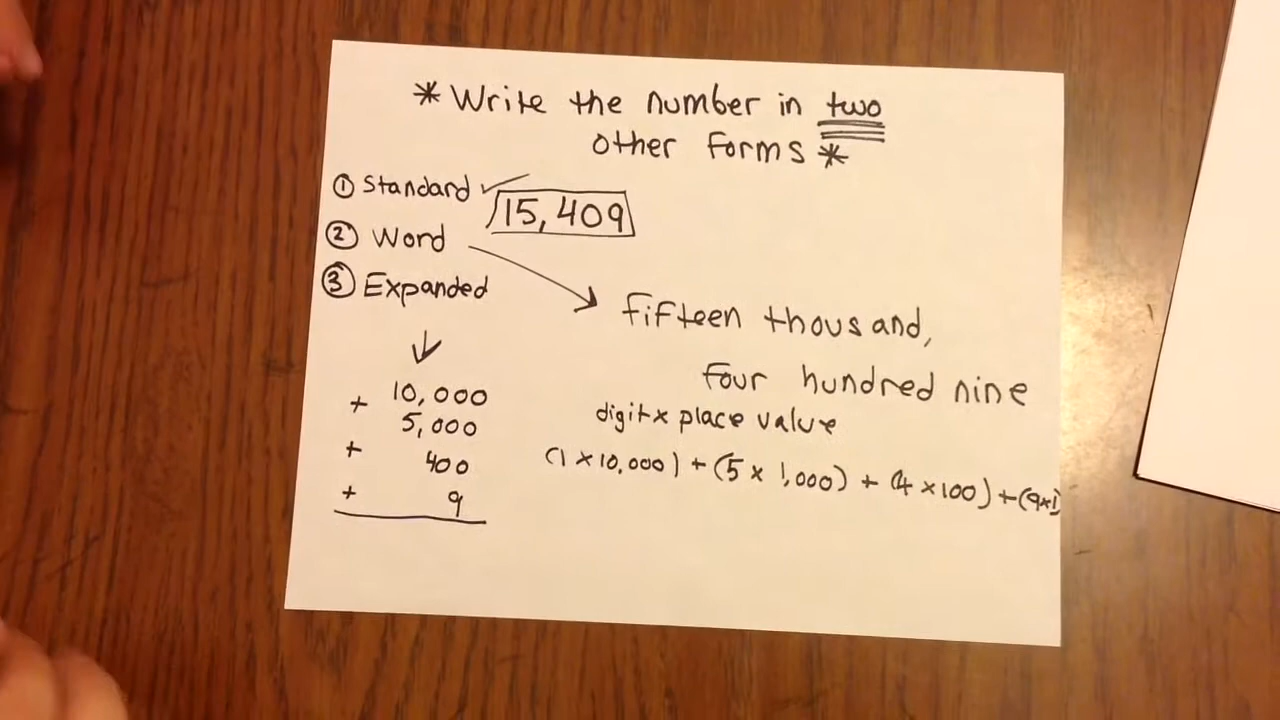 *Write the number in two
other forms*
① Standard ✓
15,409
② Word
③ Expanded
fifteen thousand,
four hundred nine
10,000
+ 5,000
+ 400
+ 9
digit x place value
(1 x 10,000) + (5 x 1,000) + (4 x 100) + (9x1)